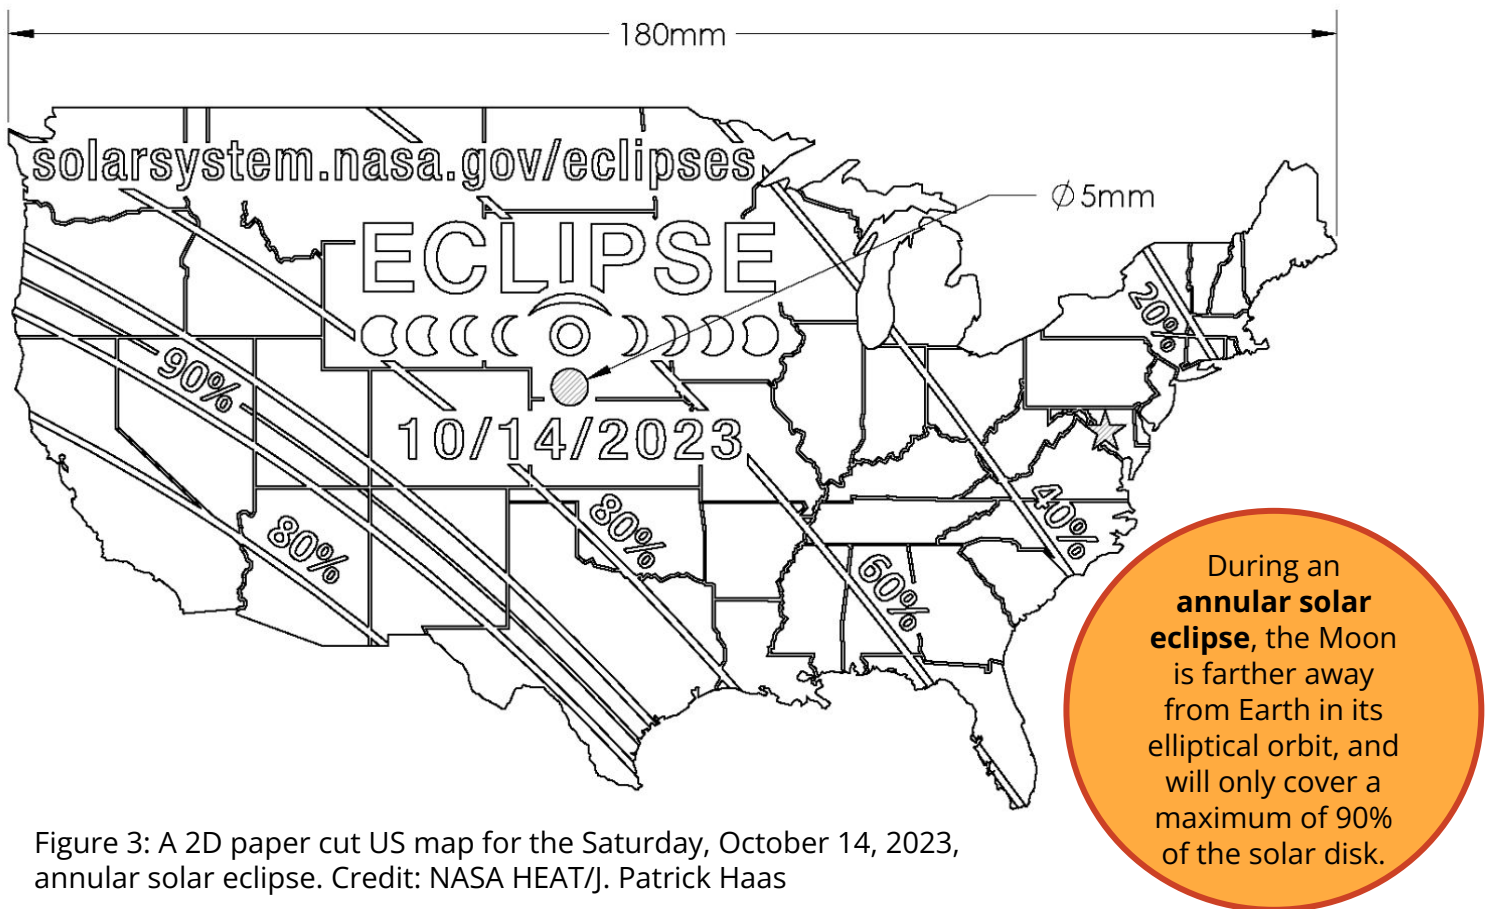 180mm
solarsystem.nasa.gov/eclipses
∅5mm
ECLIPSE
20%
90%
10/14/2023
80%
80%
40%
60%
During an
annular solar
eclipse, the Moon
is farther away
from Earth in its
elliptical orbit, and
will only cover a
maximum of 90%
of the solar disk.
Figure 3: A 2D paper cut US map for the Saturday, October 14, 2023,
annular solar eclipse. Credit: NASA HEAT/J. Patrick Haas